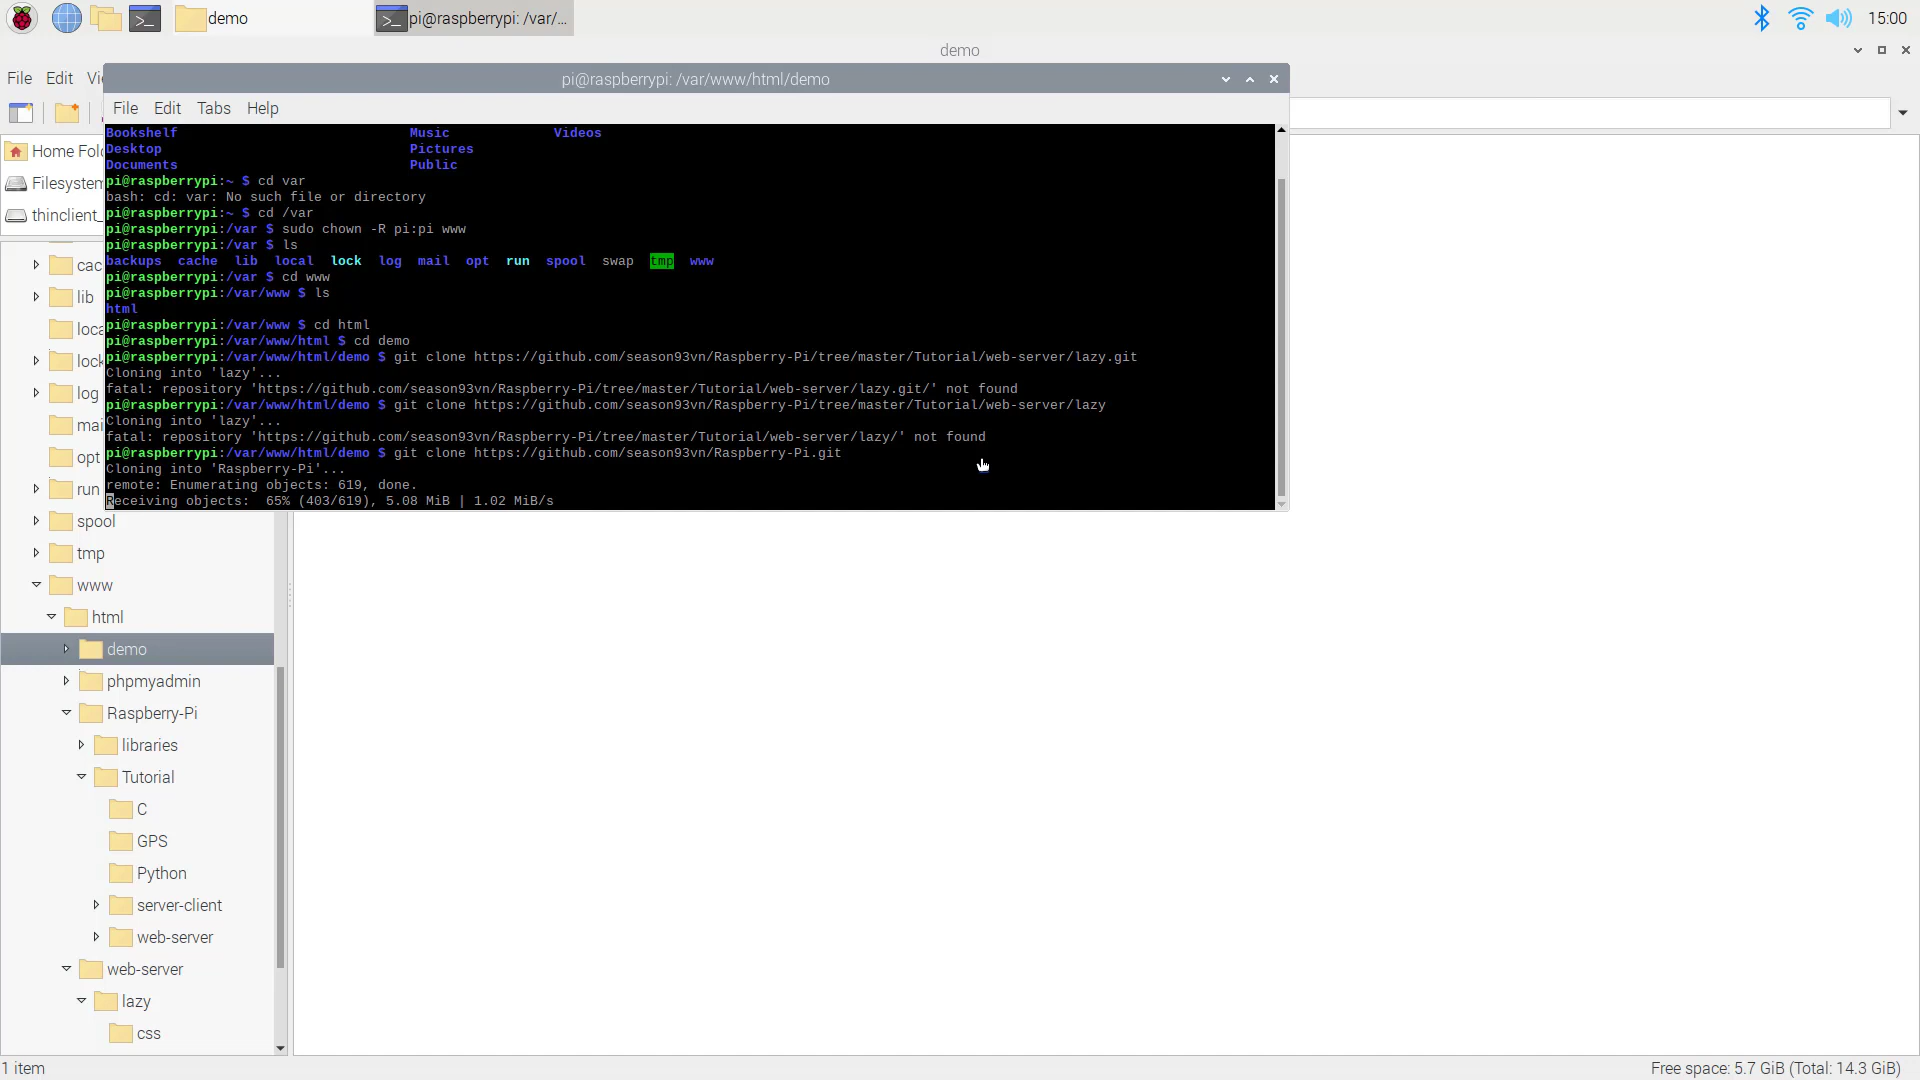 demo
pi@raspberrypi: /var/...
15:00
demo
File Edit
pi@raspberrypi: /var/www/html/demo
File Edit Tabs Help
Bookshelf Music Videos
Desktop Pictures
Documents Public
pi@raspberrypi:~ $ cd var
bash: cd: var: No such file or directory
pi@raspberrypi:~ $ cd /var
pi@raspberrypi:/var $ sudo chown -R pi:pi www
pi@raspberrypi:/var $ ls
backups cache lib local lock log mail opt run spool swap tmp www
pi@raspberrypi:/var $ cd www
pi@raspberrypi:/var/www $ ls
html
pi@raspberrypi:/var/www $ cd html
pi@raspberrypi:/var/www/html $ cd demo
pi@raspberrypi:/var/www/html/demo $ git clone https://github.com/season93vn/Raspberry-Pi/tree/master/Tutorial/web-server/lazy.git
Cloning into 'lazy'...
fatal: repository 'https://github.com/season93vn/Raspberry-Pi/tree/master/Tutorial/web-server/lazy.git/' not found
pi@raspberrypi:/var/www/html/demo $ git clone https://github.com/season93vn/Raspberry-Pi/tree/master/Tutorial/web-server/lazy
Cloning into 'lazy'...
fatal: repository 'https://github.com/season93vn/Raspberry-Pi/tree/master/Tutorial/web-server/lazy/' not found
pi@raspberrypi:/var/www/html/demo $ git clone https://github.com/season93vn/Raspberry-Pi.git
Cloning into 'Raspberry-Pi'...
remote: Enumerating objects: 619, done.
Receiving objects: 65% (403/619), 5.08 MiB | 1.02 MiB/s
Home Fol
Filesystem
thinclient_
cac
lib
loca
lock
log
mai
opt
run
spool
tmp
www
html
demo
phpmyadmin
Raspberry-Pi
libraries
Tutorial
C
GPS
Python
server-client
web-server
web-server
lazy
css
1 item
Free space: 5.7 GiB (Total: 14.3 GiB)